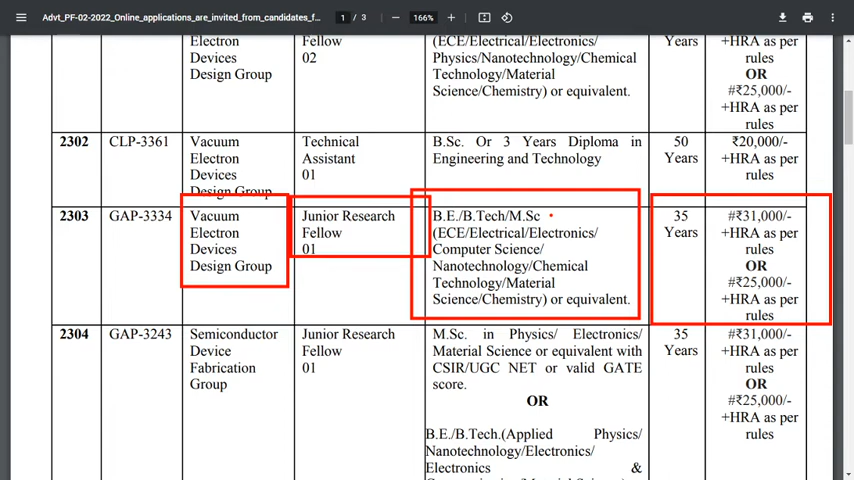 Advt_PF-02-2022_Online_applications_are_invited_from_candidates_f...
1 / 3
166%
Electron
Devices
Design Group
Fellow
02
(ECE/Electrical/Electronics/
Physics/Nanotechnology/Chemical
Technology/Material
Science/Chemistry) or equivalent.
Years
+HRA as per
rules
OR
#₹25,000/-
+HRA as per
rules
2302
CLP-3361
Vacuum
Electron
Devices
Design Group
Technical
Assistant
01
B.Sc. Or 3 Years Diploma in
Engineering and Technology
50
Years
₹20,000/-
+HRA as per
rules
2303
GAP-3334
Vacuum
Electron
Devices
Design Group
Junior Research
Fellow
01
B.E./B.Tech/M.Sc
(ECE/Electrical/Electronics/
Computer Science/
Nanotechnology/Chemical
Technology/Material
Science/Chemistry) or equivalent.
35
Years
#₹31,000/-
+HRA as per
rules
OR
#₹25,000/-
+HRA as per
rules
2304
GAP-3243
Semiconductor
Device
Fabrication
Group
Junior Research
Fellow
01
M.Sc. in Physics/ Electronics/
Material Science or equivalent with
CSIR/UGC NET or valid GATE
score.
OR
B.E./B.Tech.(Applied Physics/
Nanotechnology/Electronics/
Electronics &
35
Years
#₹31,000/-
+HRA as per
rules
OR
#₹25,000/-
+HRA as per
rules